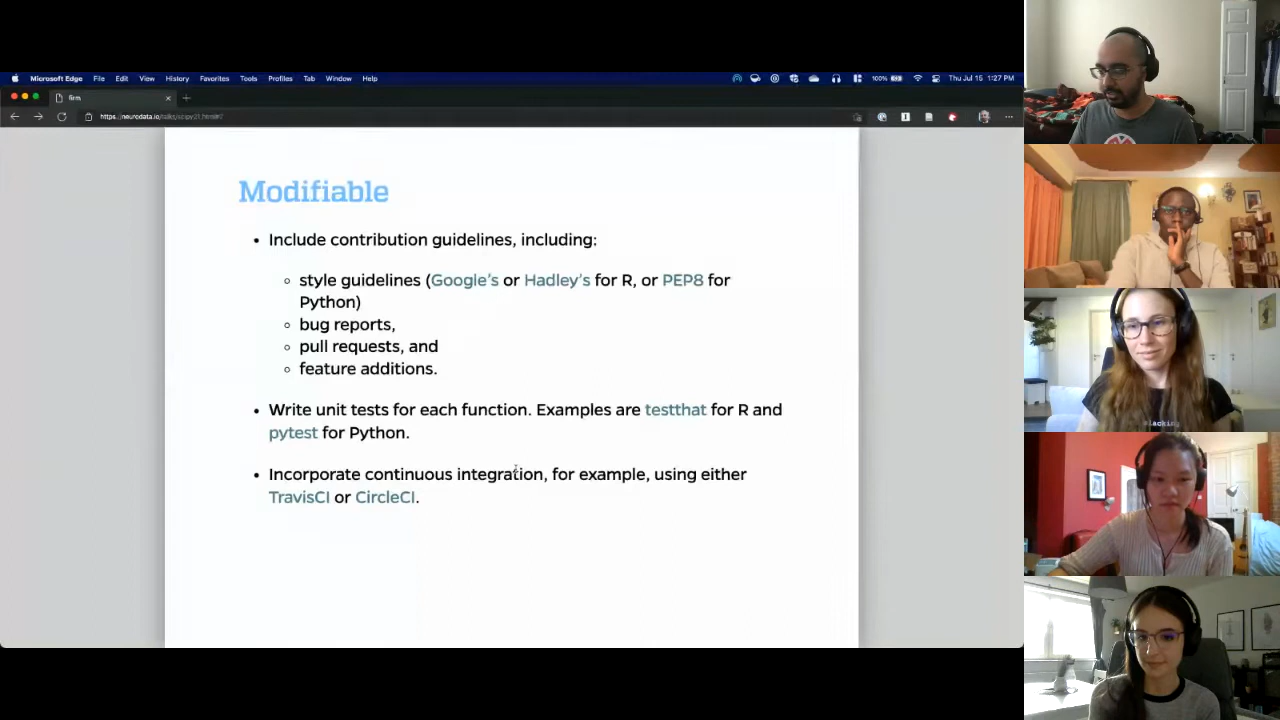 Microsoft Edge File Edit View History Favorites Tools Profiles Tab Window Help 100% Thu Jul 15 1:27 PM
firm
Modifiable
• Include contribution guidelines, including:
◦ style guidelines (Google's or Hadley's for R, or PEP8 for
Python)
◦ bug reports,
◦ pull requests, and
◦ feature additions.
• Write unit tests for each function. Examples are testthat for R and
pytest for Python.
• Incorporate continuous integration, for example, using either
TravisCI or CircleCI.